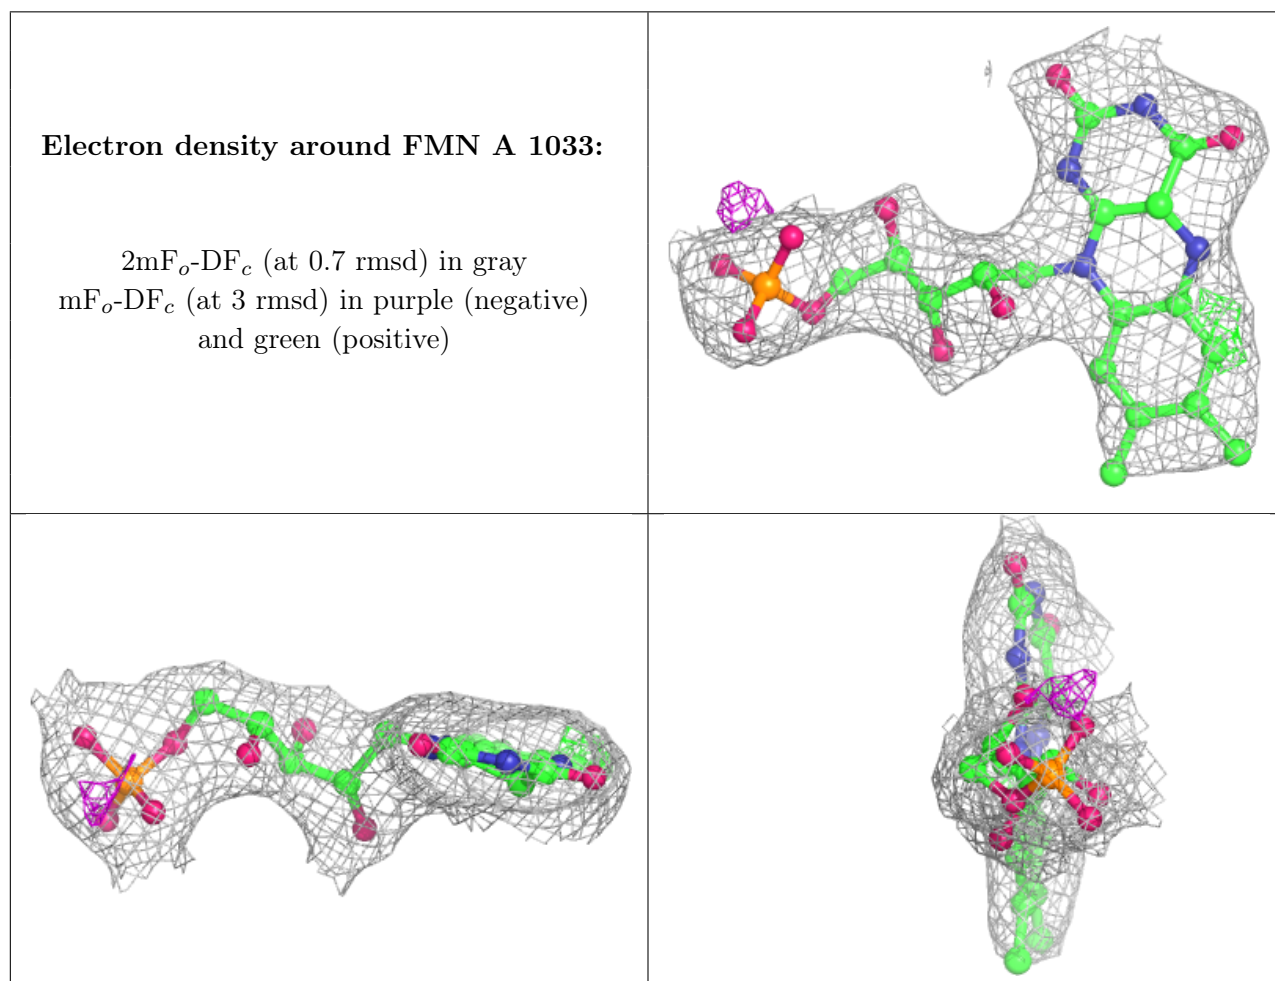 Electron density around FMN A 1033:
2mFₒ-DF𝒸 (at 0.7 rmsd) in gray
mFₒ-DF𝒸 (at 3 rmsd) in purple (negative)
and green (positive)